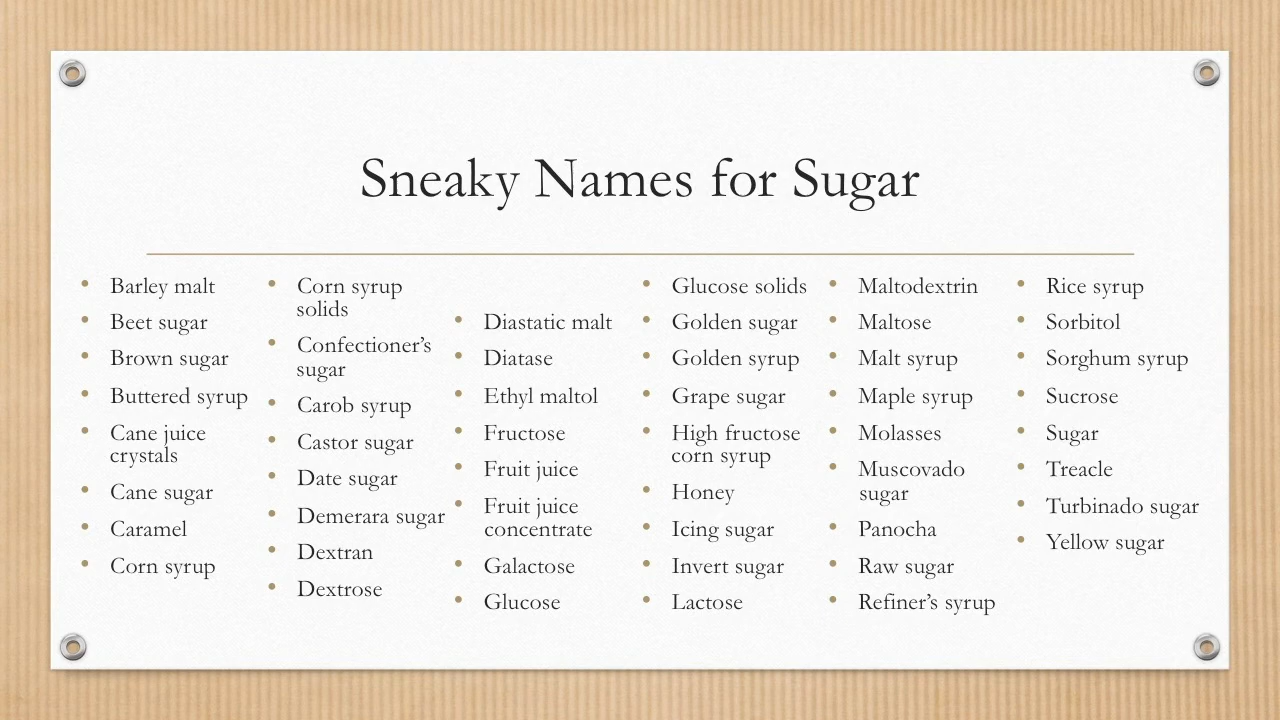 Sneaky Names for Sugar
• Barley malt
• Beet sugar
• Brown sugar
• Buttered syrup
• Cane juice
crystals
• Cane sugar
• Caramel
• Corn syrup
• Corn syrup
solids
• Confectioner’s
sugar
• Carob syrup
• Castor sugar
• Date sugar
• Demerara sugar
• Dextran
• Dextrose
• Diastatic malt
• Diatase
• Ethyl maltol
• Fructose
• Fruit juice
• Fruit juice
concentrate
• Galactose
• Glucose
• Glucose solids
• Golden sugar
• Golden syrup
• Grape sugar
• High fructose
corn syrup
• Honey
• Icing sugar
• Invert sugar
• Lactose
• Maltodextrin
• Maltose
• Malt syrup
• Maple syrup
• Molasses
• Muscovado
sugar
• Panocha
• Raw sugar
• Refiner’s syrup
• Rice syrup
• Sorbitol
• Sorghum syrup
• Sucrose
• Sugar
• Treacle
• Turbinado sugar
• Yellow sugar